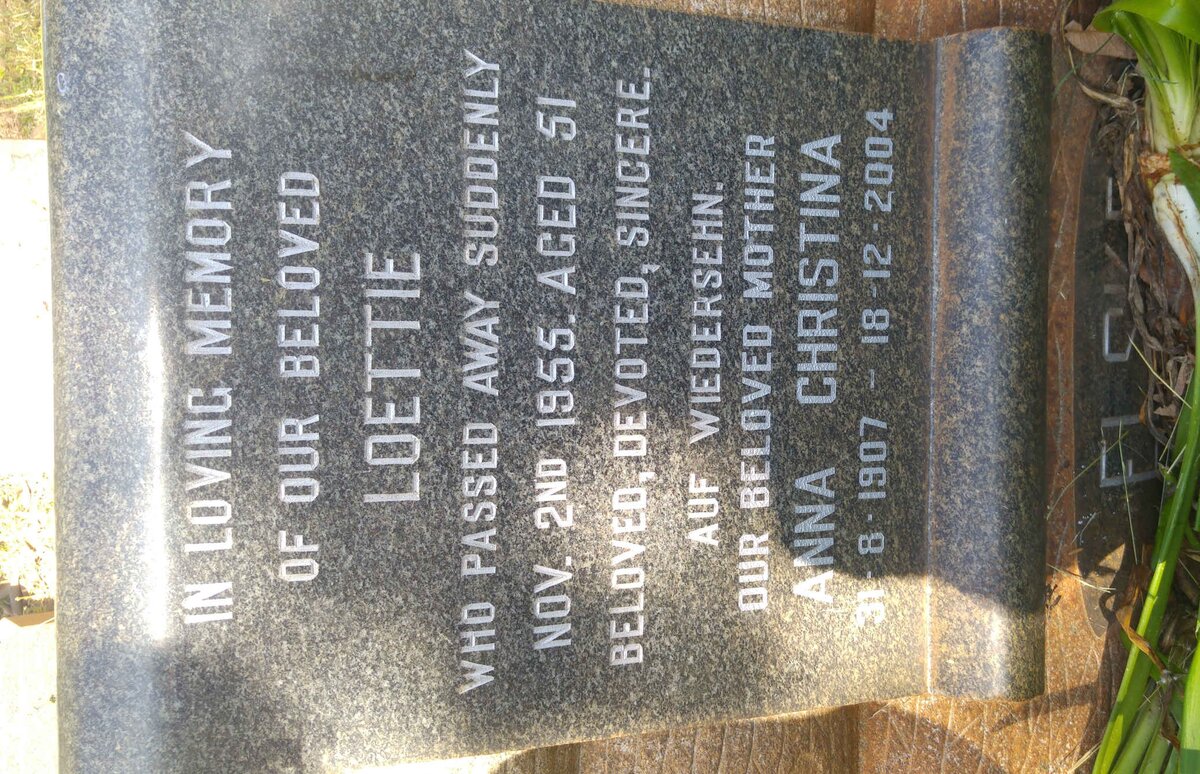 IN LOVING MEMORY
OF OUR BELOVED
LOETTIE
WHO PASSED AWAY SUDDENLY
NOV. 2ND 1955. AGED 51
BELOVED, DEVOTED, SINCERE.
AUF WIEDERSEHN.
OUR BELOVED MOTHER
ANNA CHRISTINA
31-8-1907 - 18-12-2004